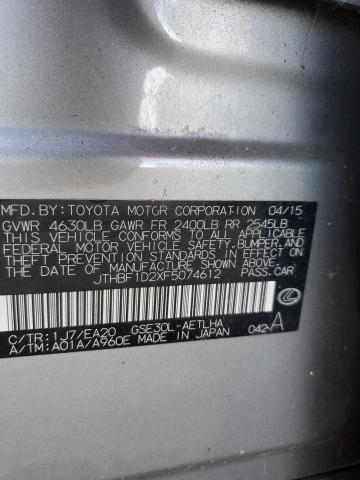 MFD.BY:TOYOTA MOTOR CORPORATION 04/15
GVWR 4630LB GAWR FR 2400LB RR 2545LB
THIS VEHICLE CONFORMS TO ALL APPLICABLE
FEDERAL MOTOR VEHICLE SAFETY, BUMPER,AND
THEFT PREVENTION STANDARDS IN EFFECT ON
THE DATE OF MANUFACTURE SHOWN ABOVE.
JTHBF1D2XF5074612 PASS.CAR
C/TR:1J7/EA20 GSE30L-AETLHA
A/TM:A01A/A960E MADE IN JAPAN 042-A